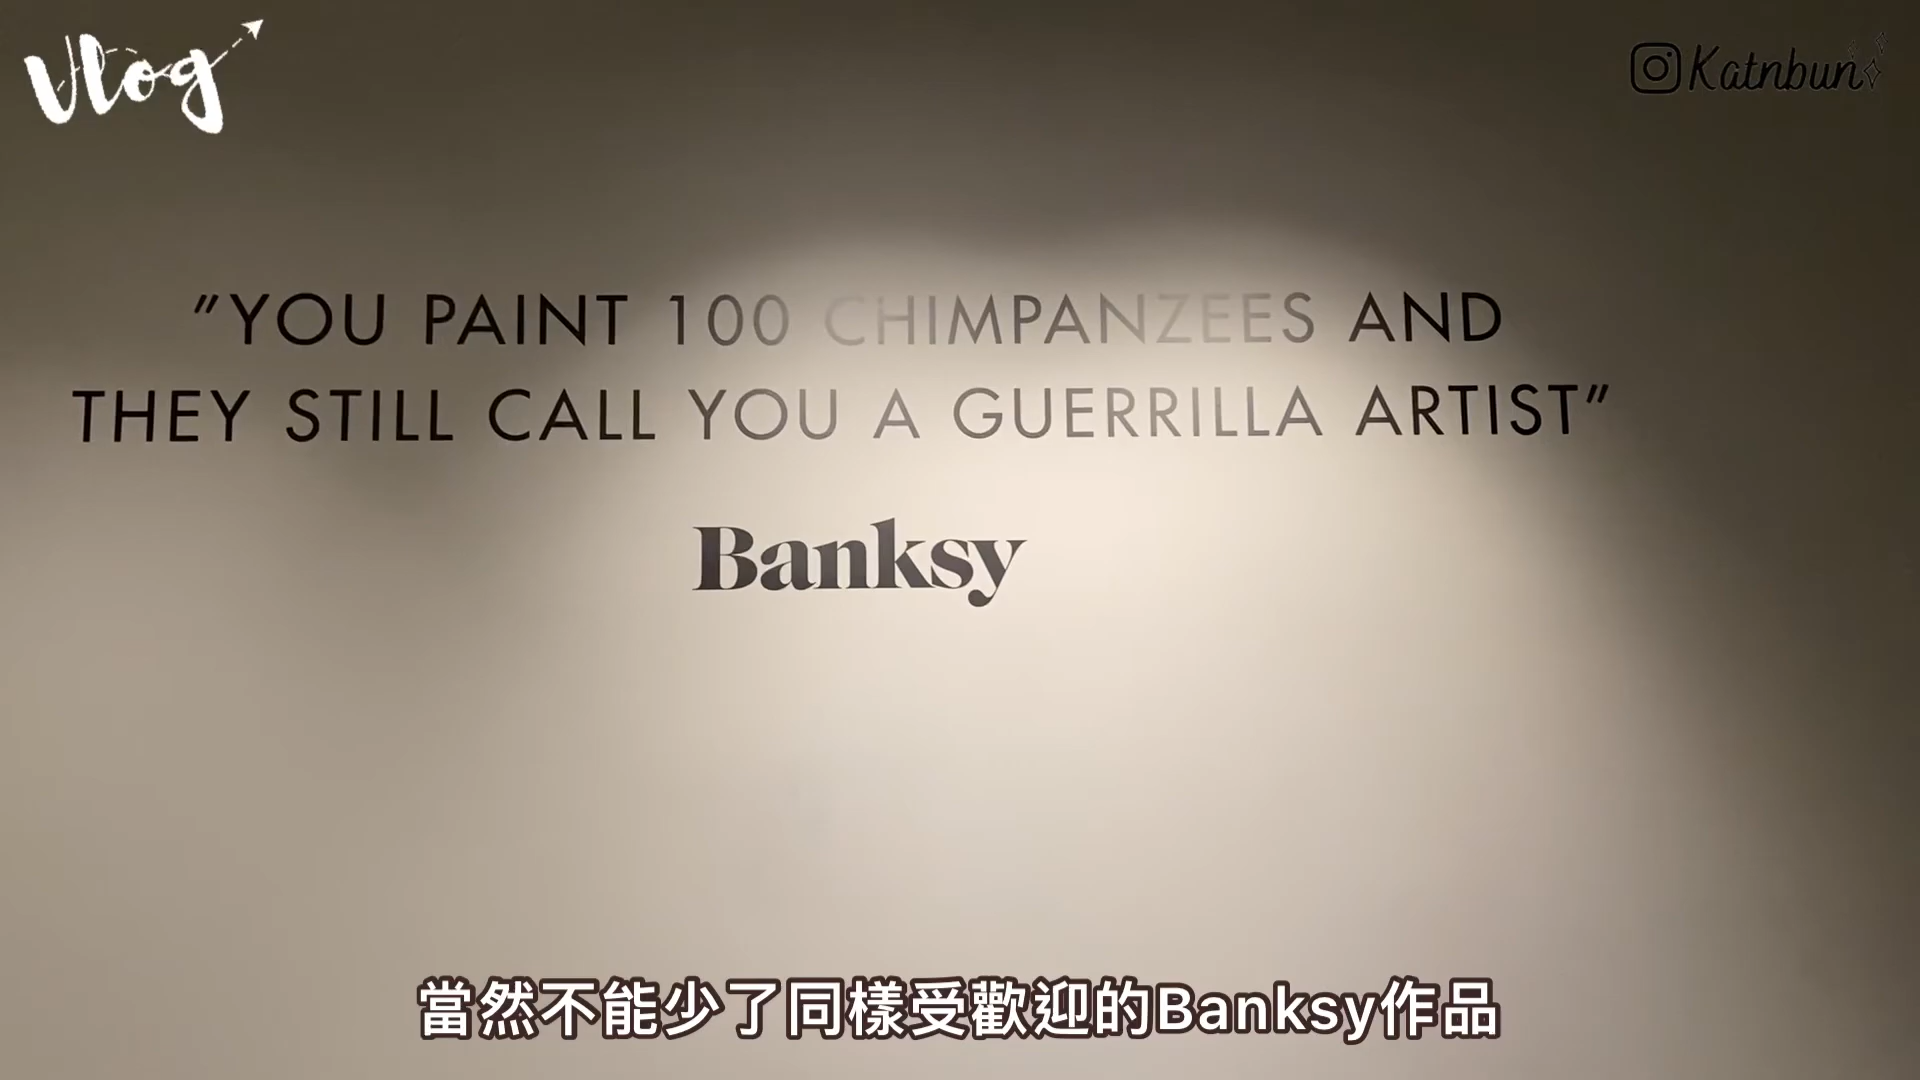 Vlog
Katnbun
"YOU PAINT 100 CHIMPANZEES AND
THEY STILL CALL YOU A GUERRILLA ARTIST"
Banksy
當然不能少了同樣受歡迎的Banksy作品